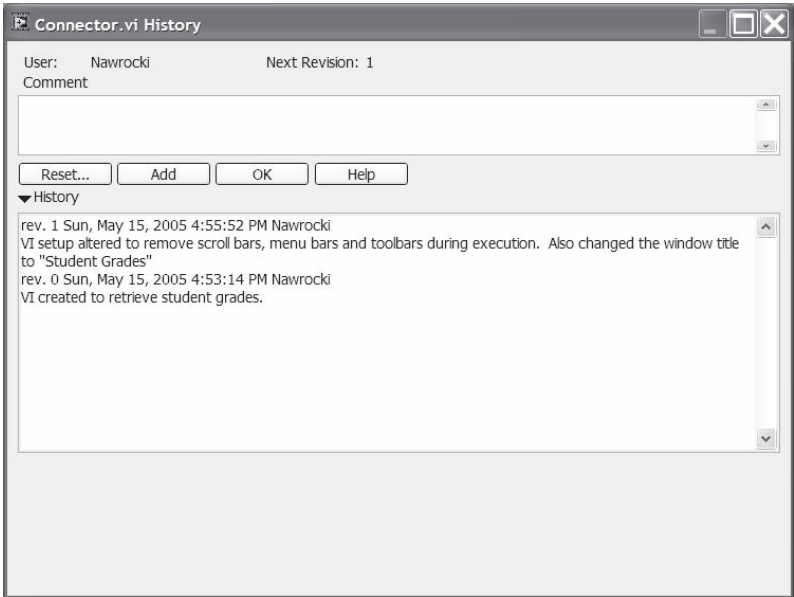 Connector.vi History
User: Nawrocki Next Revision: 1
Comment
Reset... Add OK Help
History
rev. 1 Sun, May 15, 2005 4:55:52 PM Nawrocki
VI setup altered to remove scroll bars, menu bars and toolbars during execution. Also changed the window title
to "Student Grades"
rev. 0 Sun, May 15, 2005 4:53:14 PM Nawrocki
VI created to retrieve student grades.